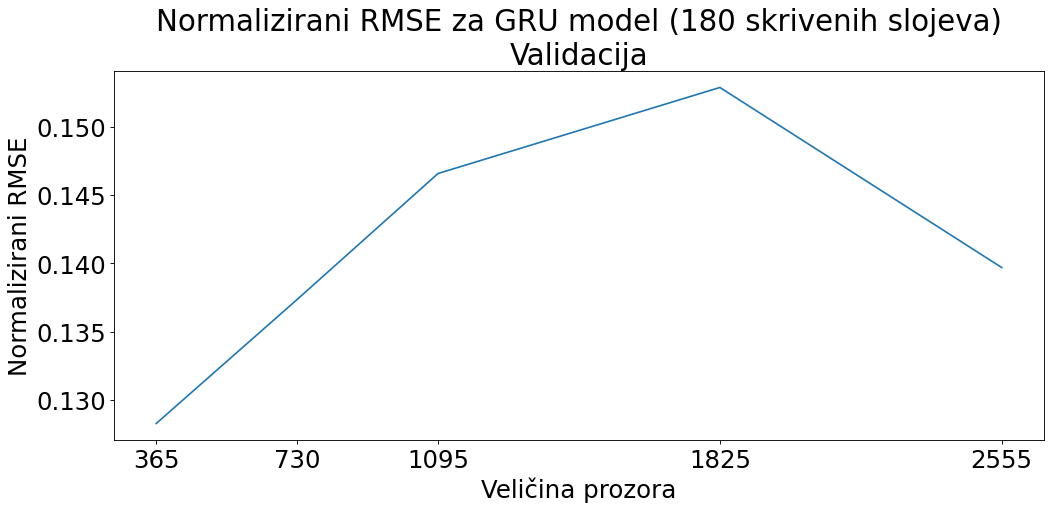 Normalizirani RMSE za GRU model (180 skrivenih slojeva)
Validacija
Normalizirani RMSE
0.150
0.145
0.140
0.135
0.130
365 730 1095 1825 2555
Veličina prozora